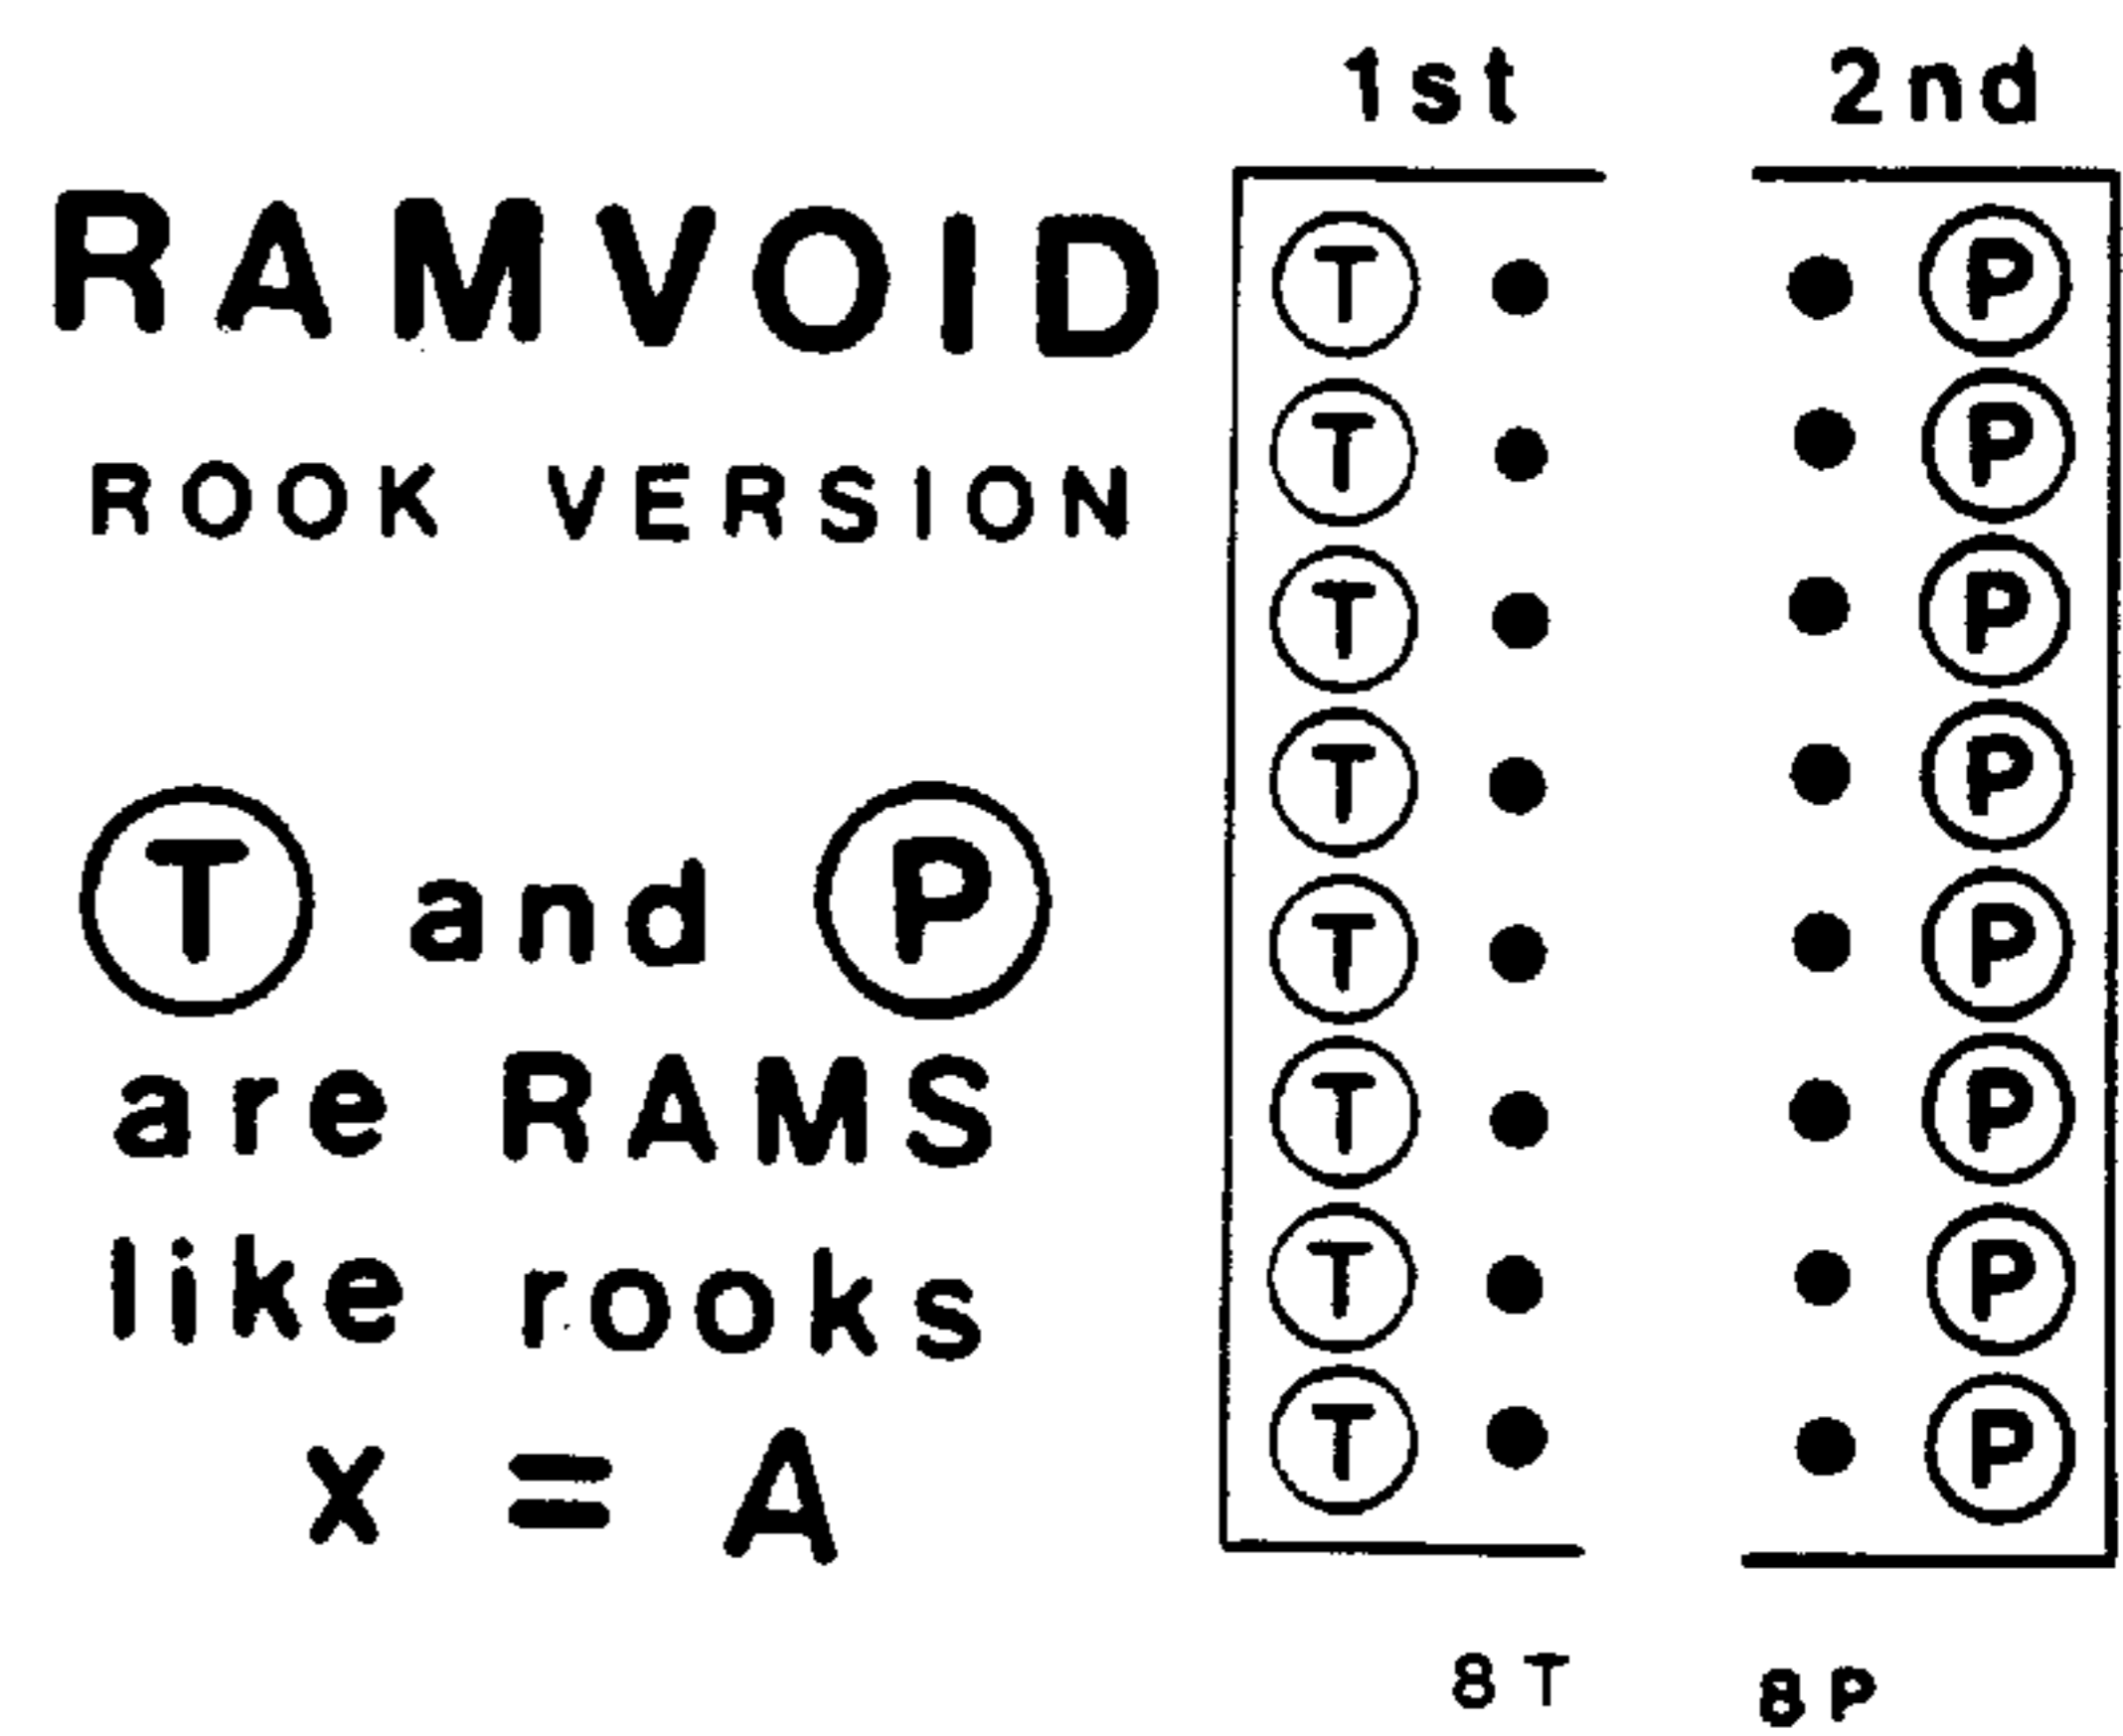 RAMVOID
ROOK VERSION
T and P
are RAMS
like rooks
x = A
1st 2nd
T P
T P
T P
T P
T P
T P
T P
T P
8T 8P